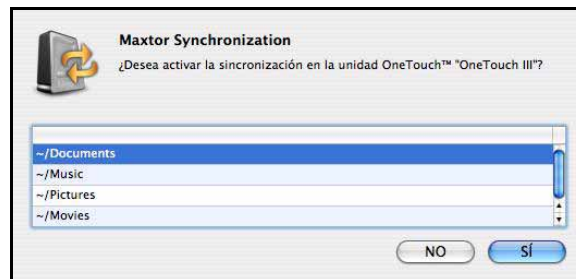 Maxtor Synchronization
¿Desea activar la sincronización en la unidad OneTouch™ "OneTouch III"?
~/Documents
~/Music
~/Pictures
~/Movies
NO
SÍ